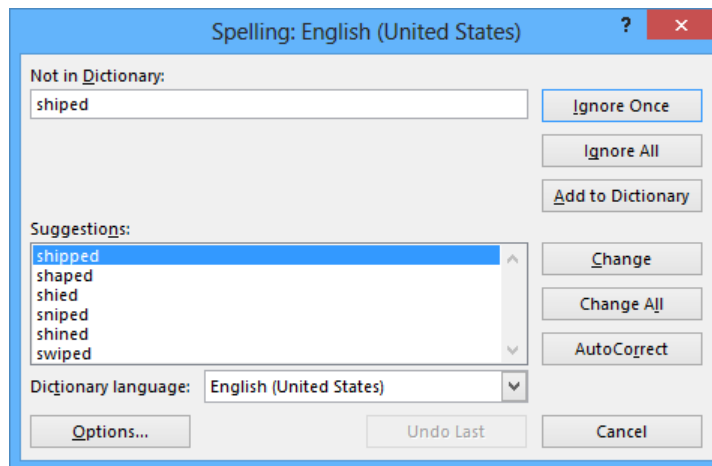 Spelling: English (United States)
?
Not in Dictionary:
shiped
Ignore Once
Ignore All
Add to Dictionary
Suggestions:
shipped
shaped
shied
sniped
shined
swiped
Change
Change All
AutoCorrect
Dictionary language: English (United States)
Options... Undo Last Cancel